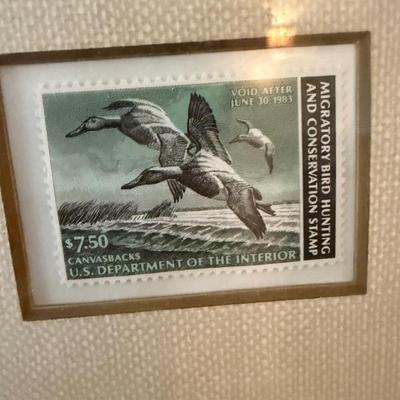 VOID AFTER
JUNE 30, 1983
MIGRATORY BIRD HUNTING
AND CONSERVATION STAMP
$7.50
CANVASBACKS
U.S. DEPARTMENT OF THE INTERIOR